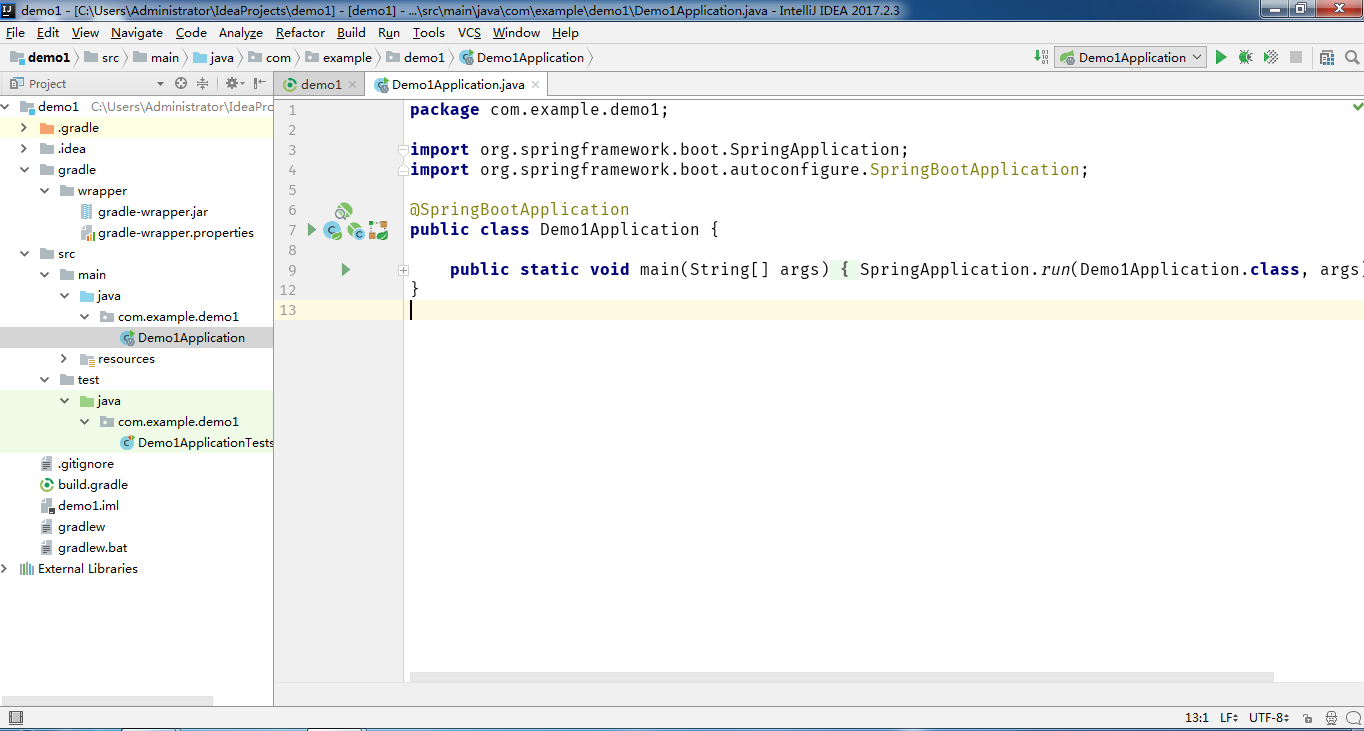 demo1 - [C:\Users\Administrator\IdeaProjects\demo1] - [demo1] - ...\src\main\java\com\example\demo1\Demo1Application.java - IntelliJ IDEA 2017.2.3
File Edit View Navigate Code Analyze Refactor Build Run Tools VCS Window Help
demo1 src main java com example demo1 Demo1Application Demo1Application
Project
demo1 Demo1Application.java
demo1 C:\Users\Administrator\IdeaPrc
.gradle
.idea
gradle
wrapper
gradle-wrapper.jar
gradle-wrapper.properties
src
main
java
com.example.demo1
Demo1Application
resources
test
java
com.example.demo1
Demo1ApplicationTests
.gitignore
build.gradle
demo1.iml
gradlew
gradlew.bat
External Libraries
1 package com.example.demo1;
2
3 import org.springframework.boot.SpringApplication;
4 import org.springframework.boot.autoconfigure.SpringBootApplication;
5
6 @SpringBootApplication
7 public class Demo1Application {
8
9 public static void main(String[] args) { SpringApplication.run(Demo1Application.class, args
12 }
13
13:1 LF UTF-8